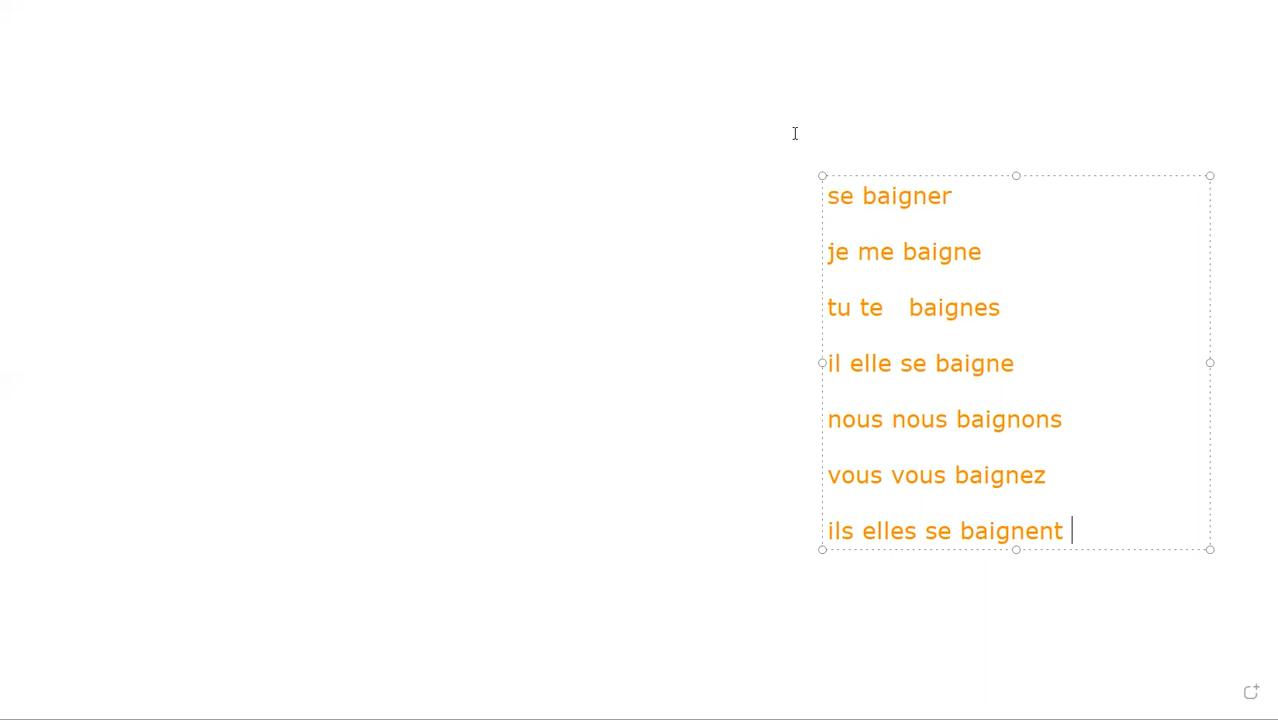 se baigner
je me baigne
tu te baignes
il elle se baigne
nous nous baignons
vous vous baignez
ils elles se baignent